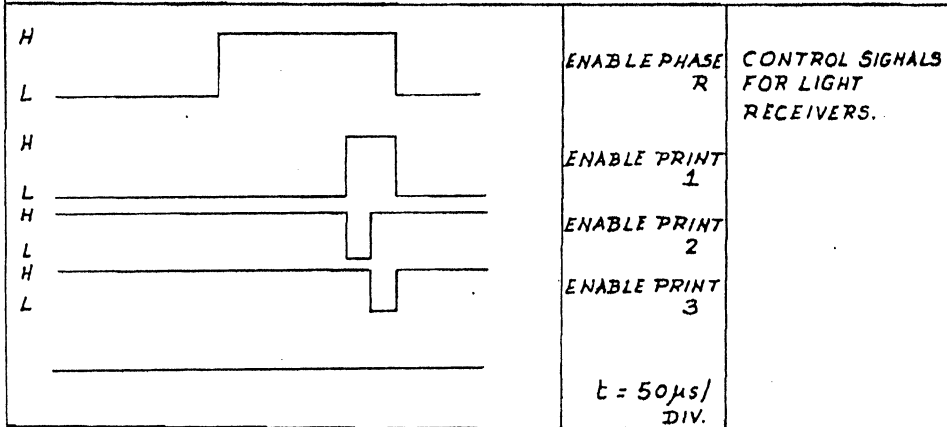 H
L
ENABLE PHASE
R
CONTROL SIGNALS
FOR LIGHT
RECEIVERS.
H
L
ENABLE PRINT
1
H
L
ENABLE PRINT
2
H
L
ENABLE PRINT
3
t = 50µs/
DIV.